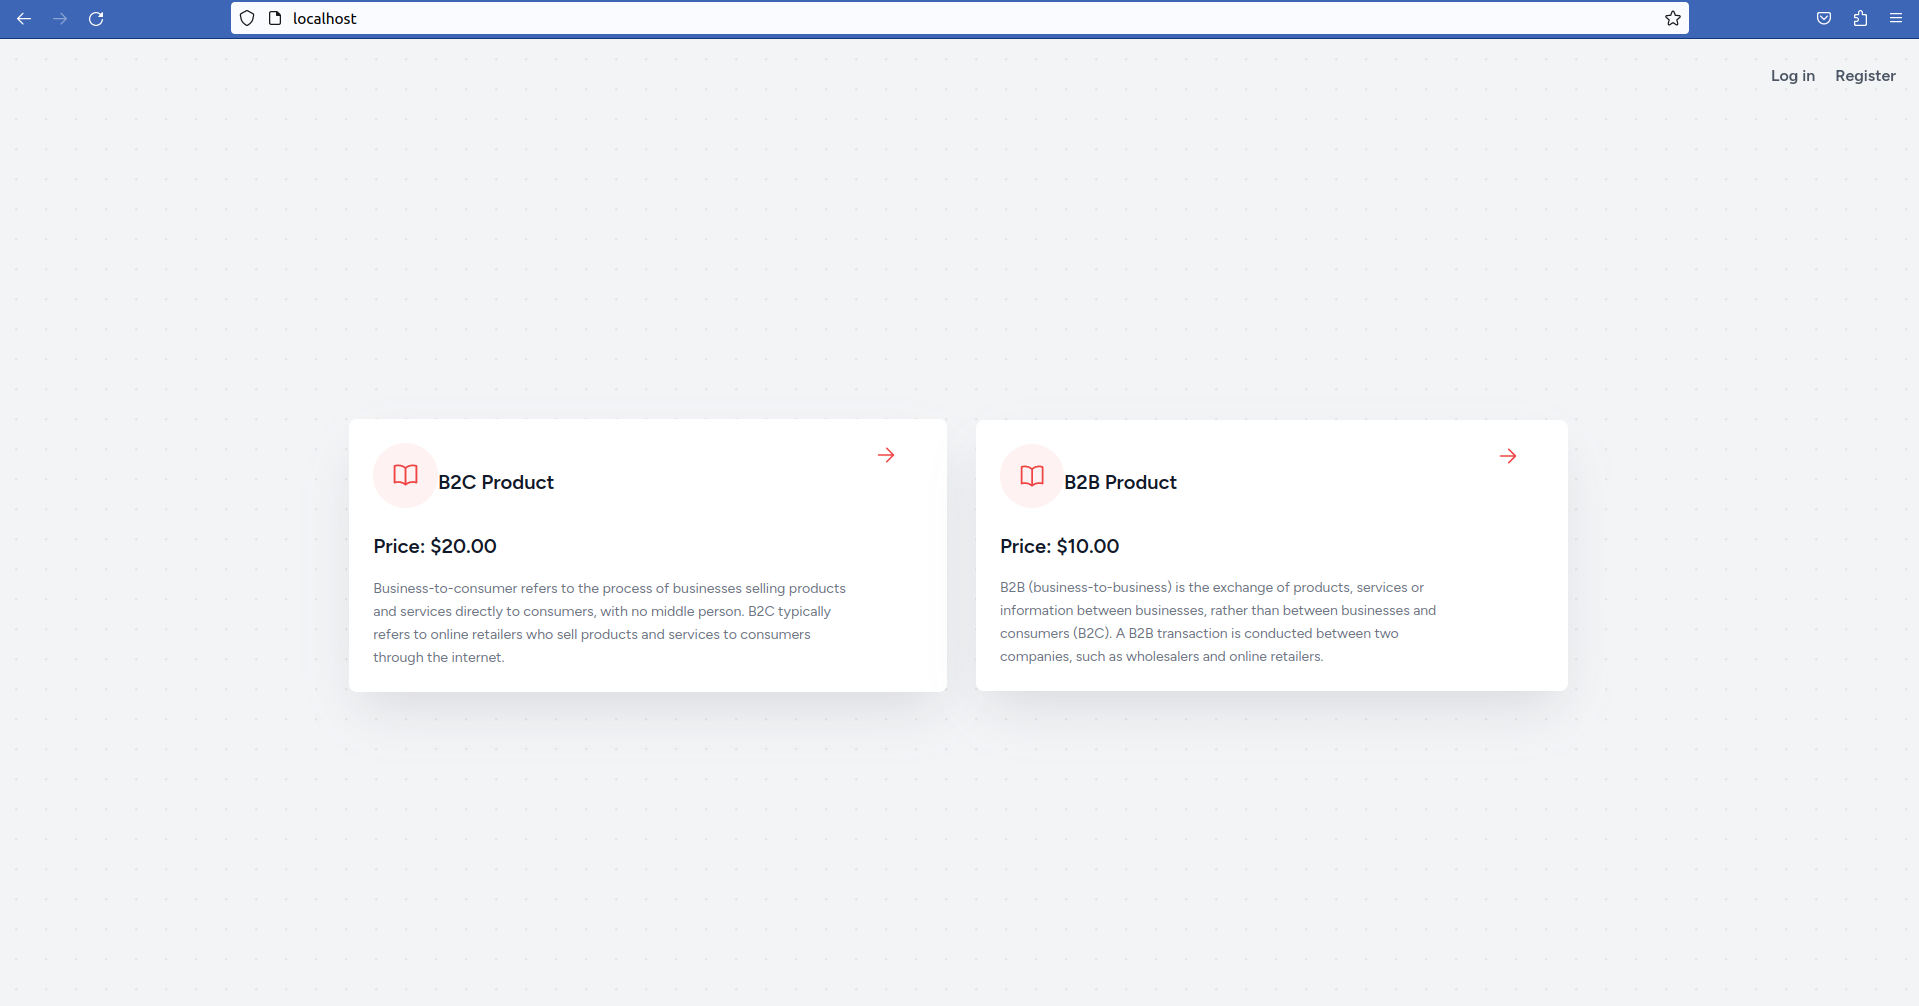 localhost
Log in Register
B2C Product
Price: $20.00
Business-to-consumer refers to the process of businesses selling products
and services directly to consumers, with no middle person. B2C typically
refers to online retailers who sell products and services to consumers
through the internet.
B2B Product
Price: $10.00
B2B (business-to-business) is the exchange of products, services or
information between businesses, rather than between businesses and
consumers (B2C). A B2B transaction is conducted between two
companies, such as wholesalers and online retailers.